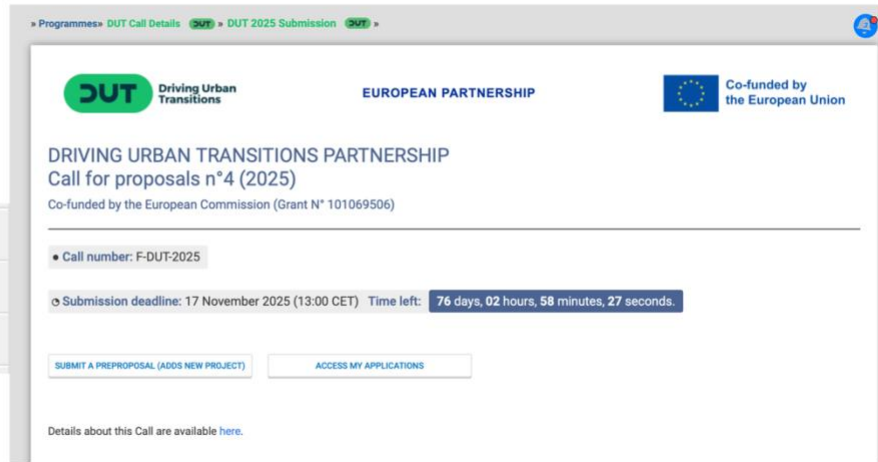 » Programmes» DUT Call Details DUT » DUT 2025 Submission DUT »
DUT Driving Urban Transitions
EUROPEAN PARTNERSHIP
Co-funded by the European Union
DRIVING URBAN TRANSITIONS PARTNERSHIP
Call for proposals n°4 (2025)
Co-funded by the European Commission (Grant N° 101069506)
● Call number: F-DUT-2025
Submission deadline: 17 November 2025 (13:00 CET) Time left: 76 days, 02 hours, 58 minutes, 27 seconds.
SUBMIT A PREPROPOSAL (ADDS NEW PROJECT) ACCESS MY APPLICATIONS
Details about this Call are available here.